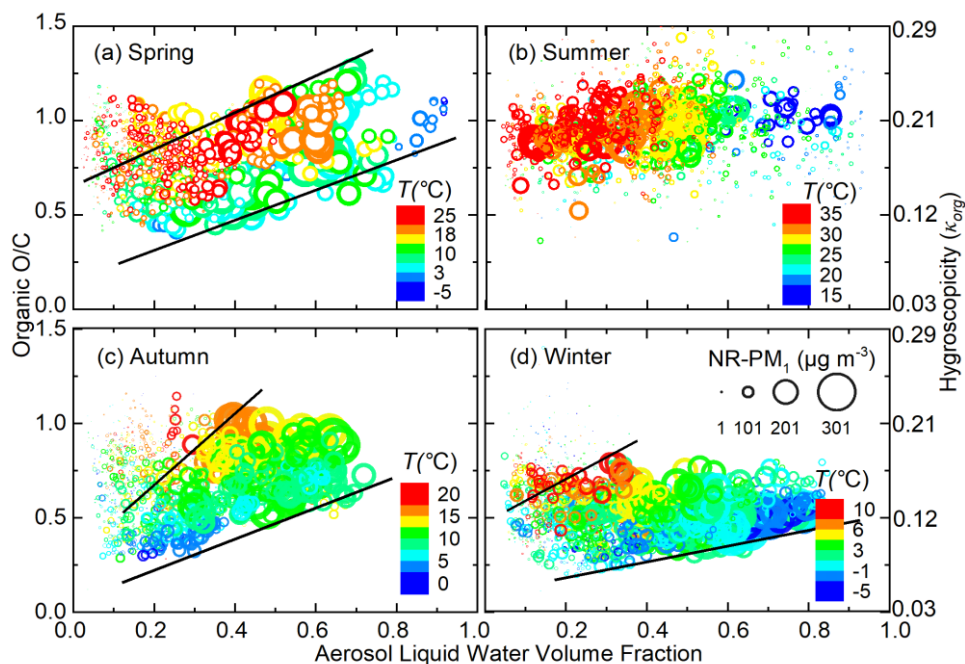 (a) Spring
(b) Summer
1.5
1.0
0.5
0.0
0.29
0.21
0.12
0.03
T(°C)
25
18
10
3
-5
T(°C)
35
30
25
20
15
Organic O/C
Hygroscopicity (κorg)
(c) Autumn
(d) Winter
NR-PM1 (µg m-3)
1 101 201 301
1.5
1.0
0.5
0.0
0.29
0.21
0.12
0.03
T(°C)
20
15
10
5
0
T(°C)
10
6
3
-1
-5
0.0 0.2 0.4 0.6 0.8 1.0 0.2 0.4 0.6 0.8 1.0
Aerosol Liquid Water Volume Fraction